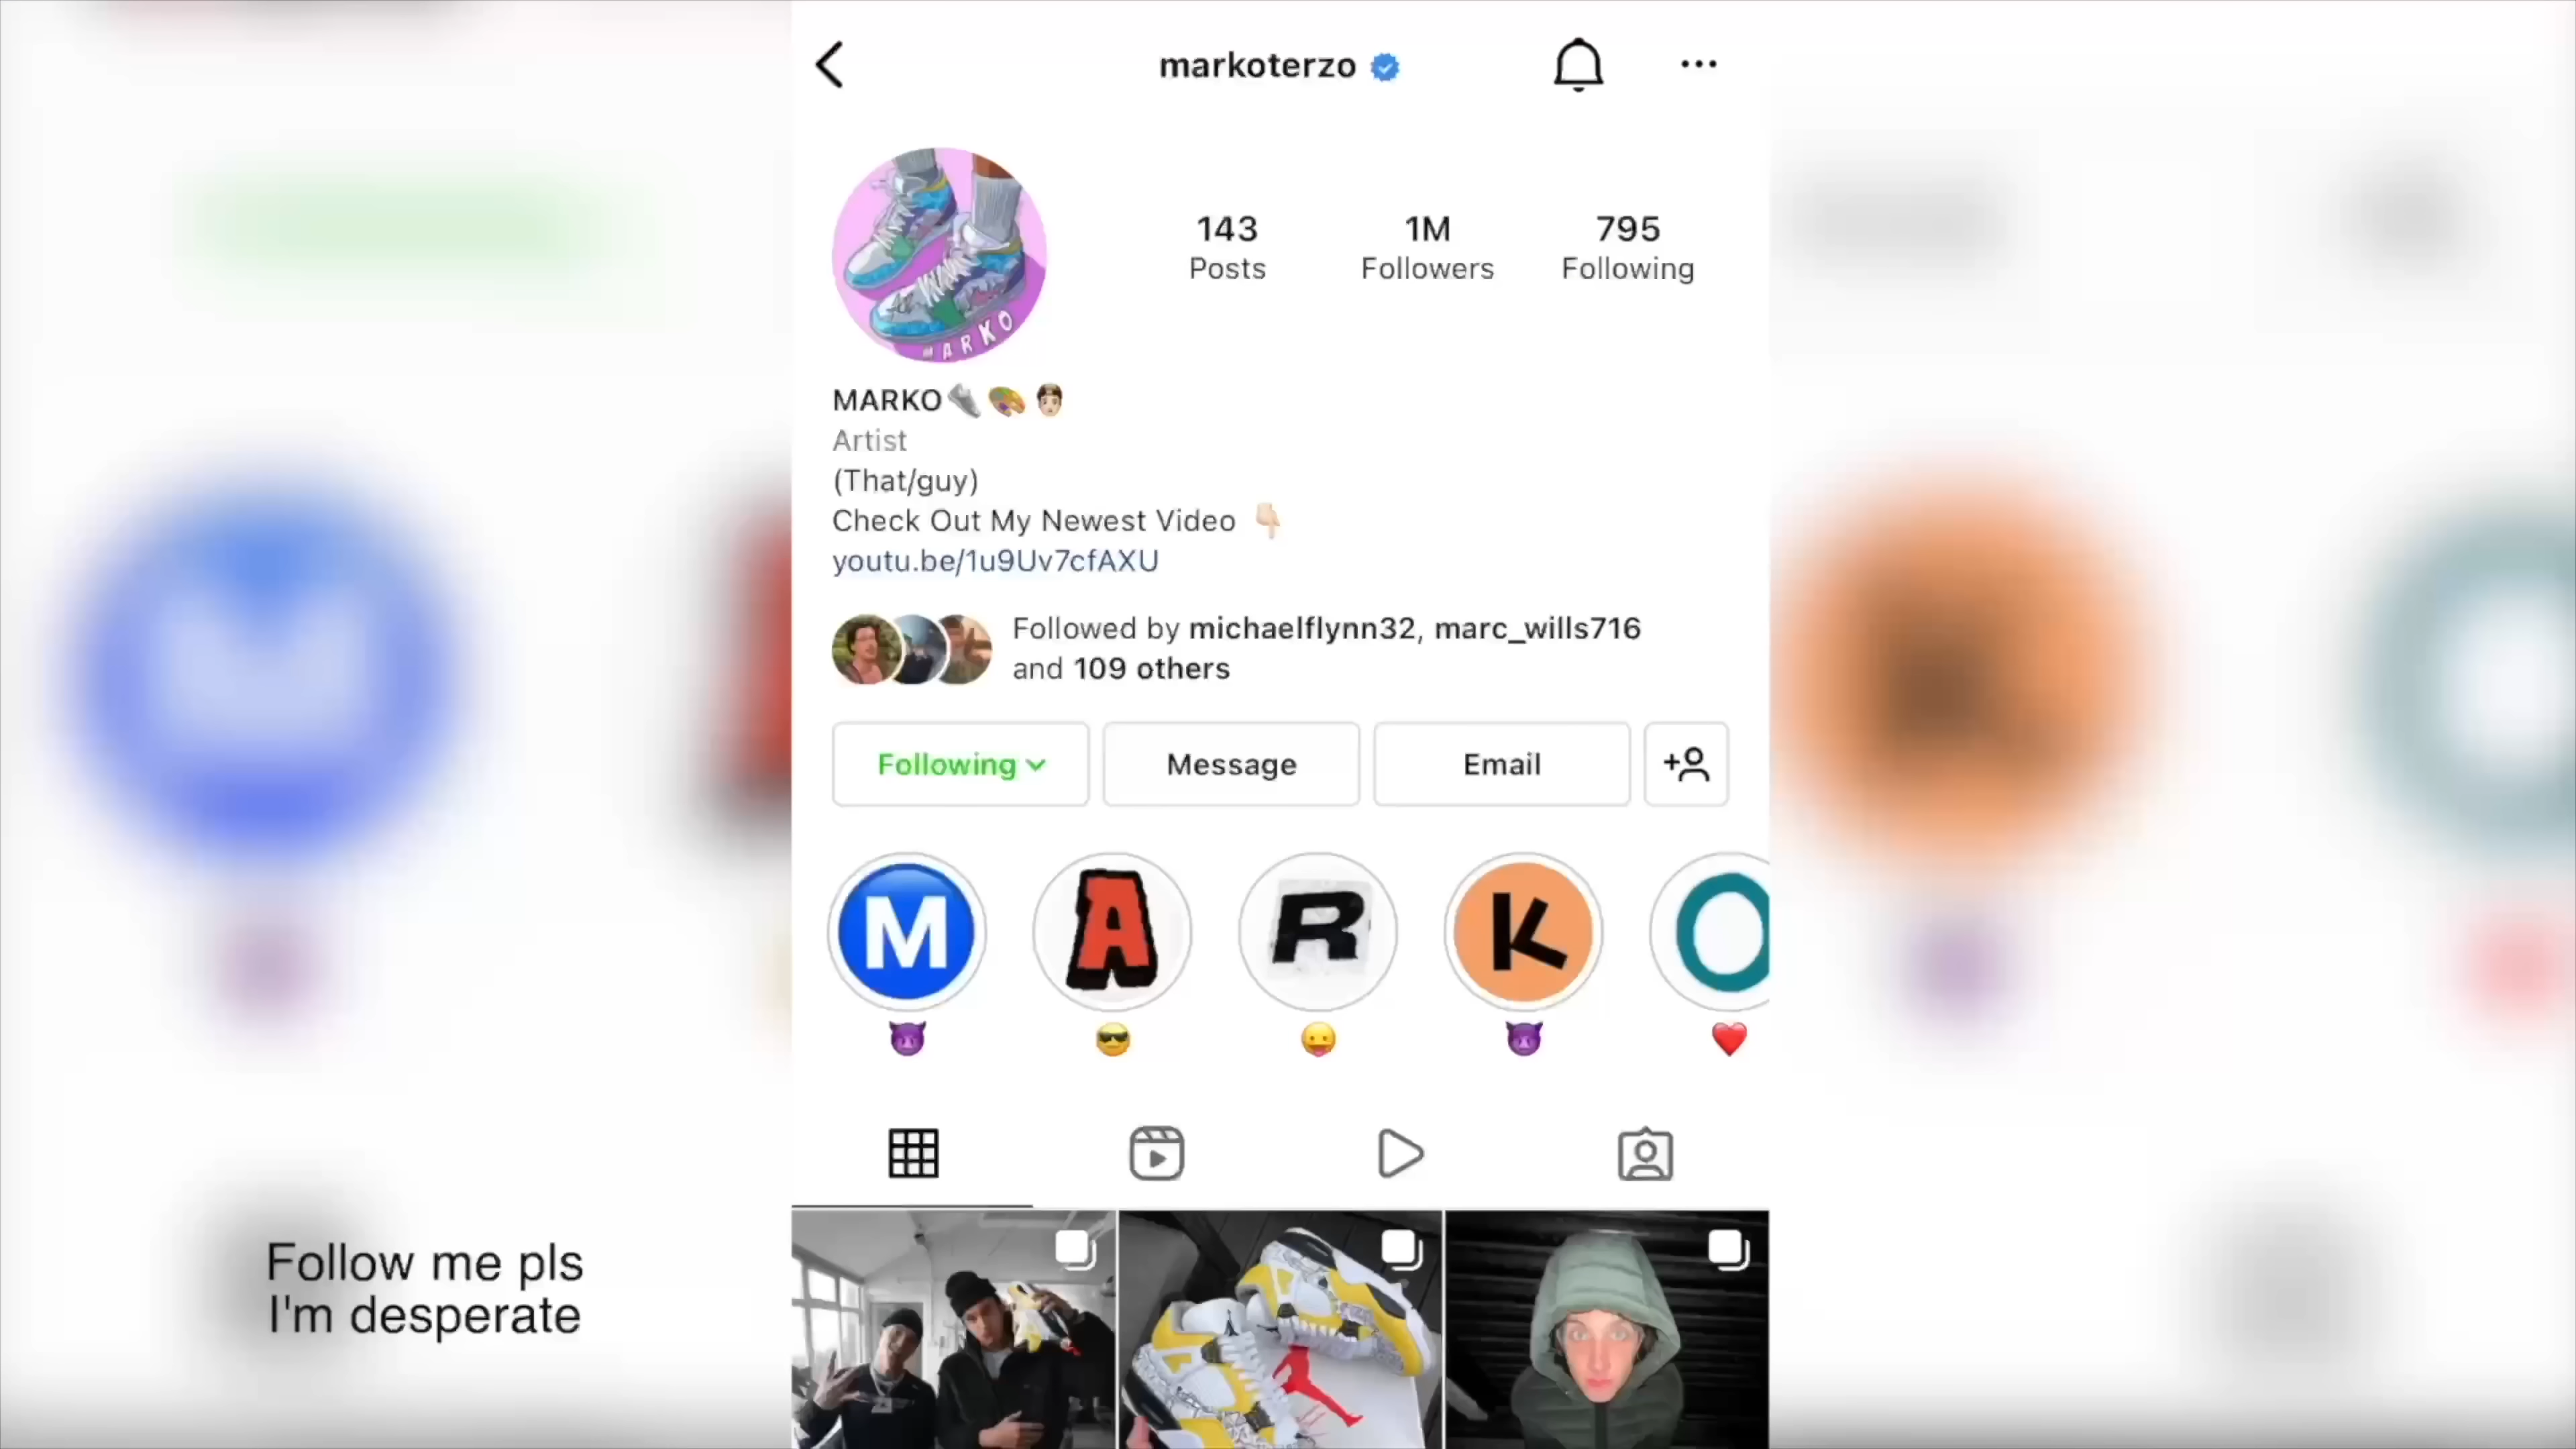 markoterzo
143
Posts
1M
Followers
795
Following
MARKO
MARKO
Artist
(That/guy)
Check Out My Newest Video
youtu.be/1u9Uv7cfAXU
Followed by michaelflynn32, marc_wills716
and 109 others
Following
Message
Email
M
A
R
K
O
Follow me pls
I'm desperate